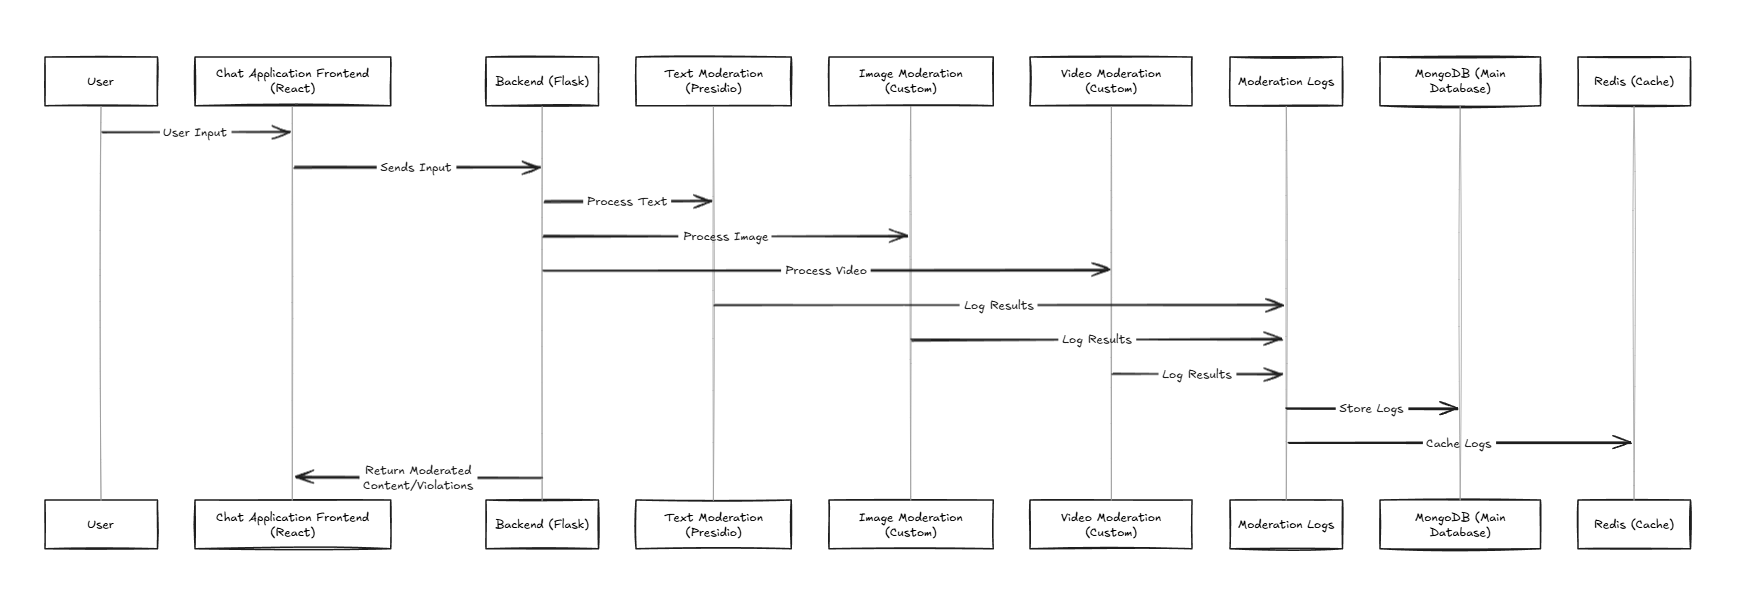 User
Chat Application Frontend
(React)
Backend (Flask)
Text Moderation
(Presidio)
Image Moderation
(Custom)
Video Moderation
(Custom)
Moderation Logs
MongoDB (Main
Database)
Redis (Cache)
User Input
Sends Input
Process Text
Process Image
Process Video
Log Results
Log Results
Log Results
Store Logs
Cache Logs
Return Moderated
Content/Violations
User
Chat Application Frontend
(React)
Backend (Flask)
Text Moderation
(Presidio)
Image Moderation
(Custom)
Video Moderation
(Custom)
Moderation Logs
MongoDB (Main
Database)
Redis (Cache)